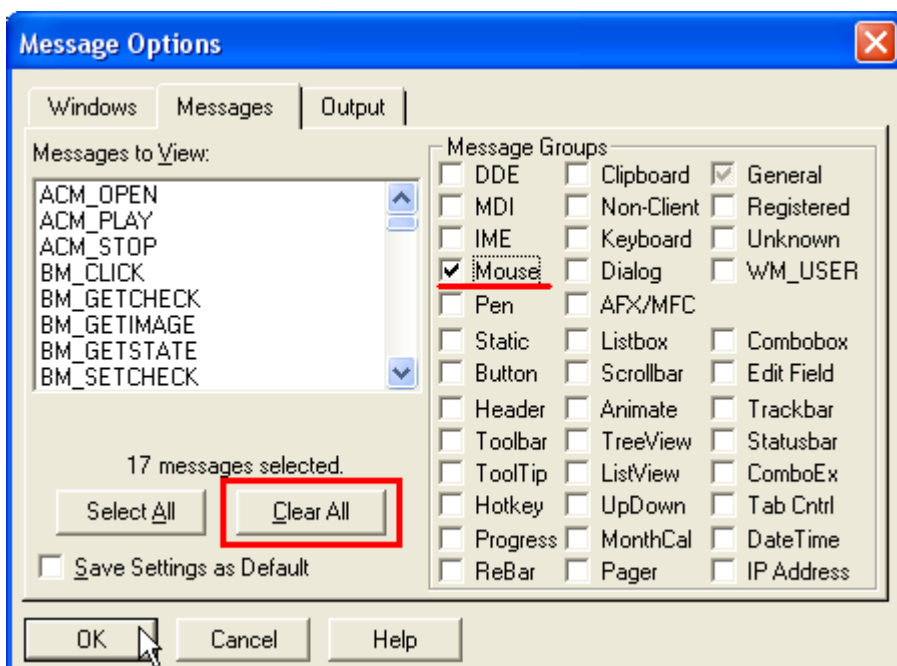 Message Options
Windows Messages Output
Messages to View:
ACM_OPEN
ACM_PLAY
ACM_STOP
BM_CLICK
BM_GETCHECK
BM_GETIMAGE
BM_GETSTATE
BM_SETCHECK
17 messages selected.
Select All Clear All
Save Settings as Default
Message Groups
DDE Clipboard General
MDI Non-Client Registered
IME Keyboard Unknown
Mouse Dialog WM_USER
Pen AFX/MFC
Static Listbox Combobox
Button Scrollbar Edit Field
Header Animate Trackbar
Toolbar TreeView Statusbar
ToolTip ListView ComboEx
Hotkey UpDown Tab Cntrl
Progress MonthCal DateTime
ReBar Pager IP Address
OK Cancel Help